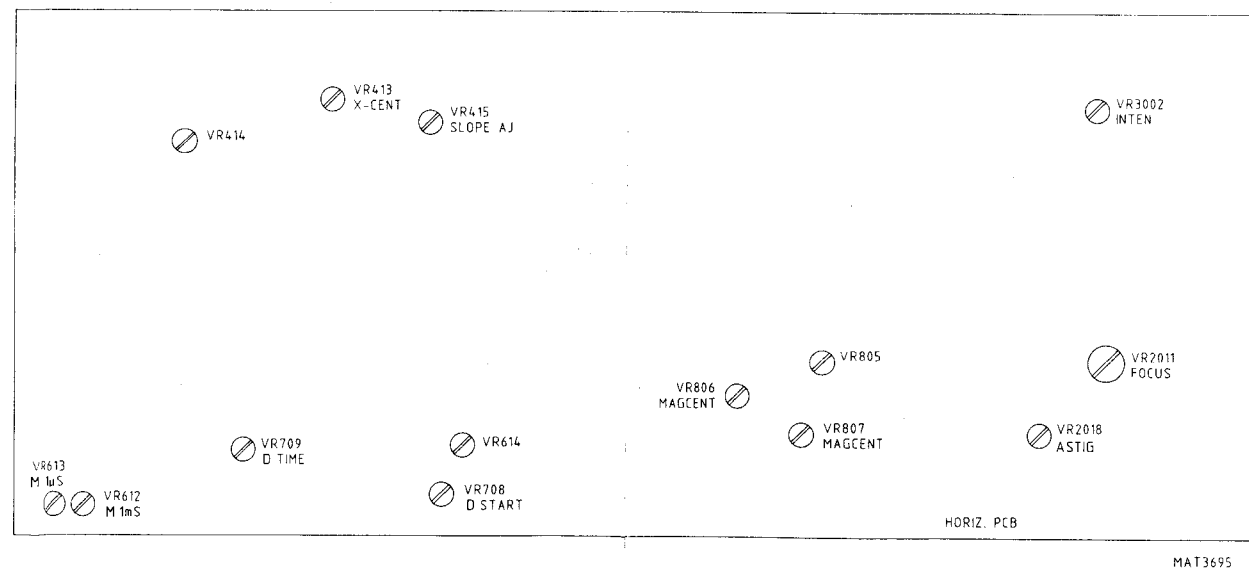 VR413
X-CENT
VR415
SLOPE AJ
VR414
VR3002
INTEN
VR805
VR2011
FOCUS
VR806
MAGCENT
VR807
MAGCENT
VR2018
ASTIG
VR709
D TIME
VR614
VR613
M 1µS
VR612
M 1mS
VR708
D START
HORIZ. PCB
MAT3695